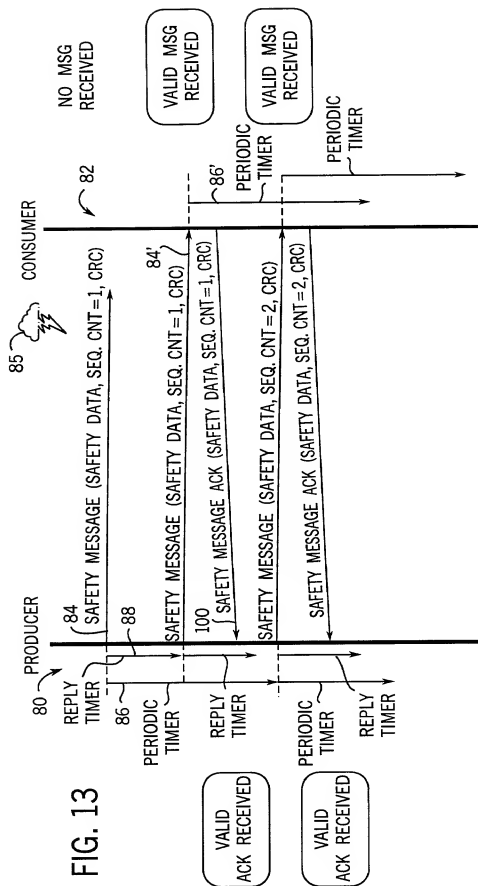 FIG. 13
80
PRODUCER
CONSUMER
82
85
84
SAFETY MESSAGE (SAFETY DATA, SEQ. CNT=1, CRC)
NO MSG
RECEIVED
REPLY
TIMER
88
86
PERIODIC
TIMER
SAFETY MESSAGE (SAFETY DATA, SEQ. CNT=1, CRC)
84'
VALID MSG
RECEIVED
86'
PERIODIC
TIMER
REPLY
TIMER
100
SAFETY MESSAGE ACK (SAFETY DATA, SEQ. CNT=1, CRC)
VALID
ACK RECEIVED
SAFETY MESSAGE (SAFETY DATA, SEQ. CNT=2, CRC)
VALID MSG
RECEIVED
PERIODIC
TIMER
PERIODIC
TIMER
REPLY
TIMER
SAFETY MESSAGE ACK (SAFETY DATA, SEQ. CNT=2, CRC)
VALID
ACK RECEIVED